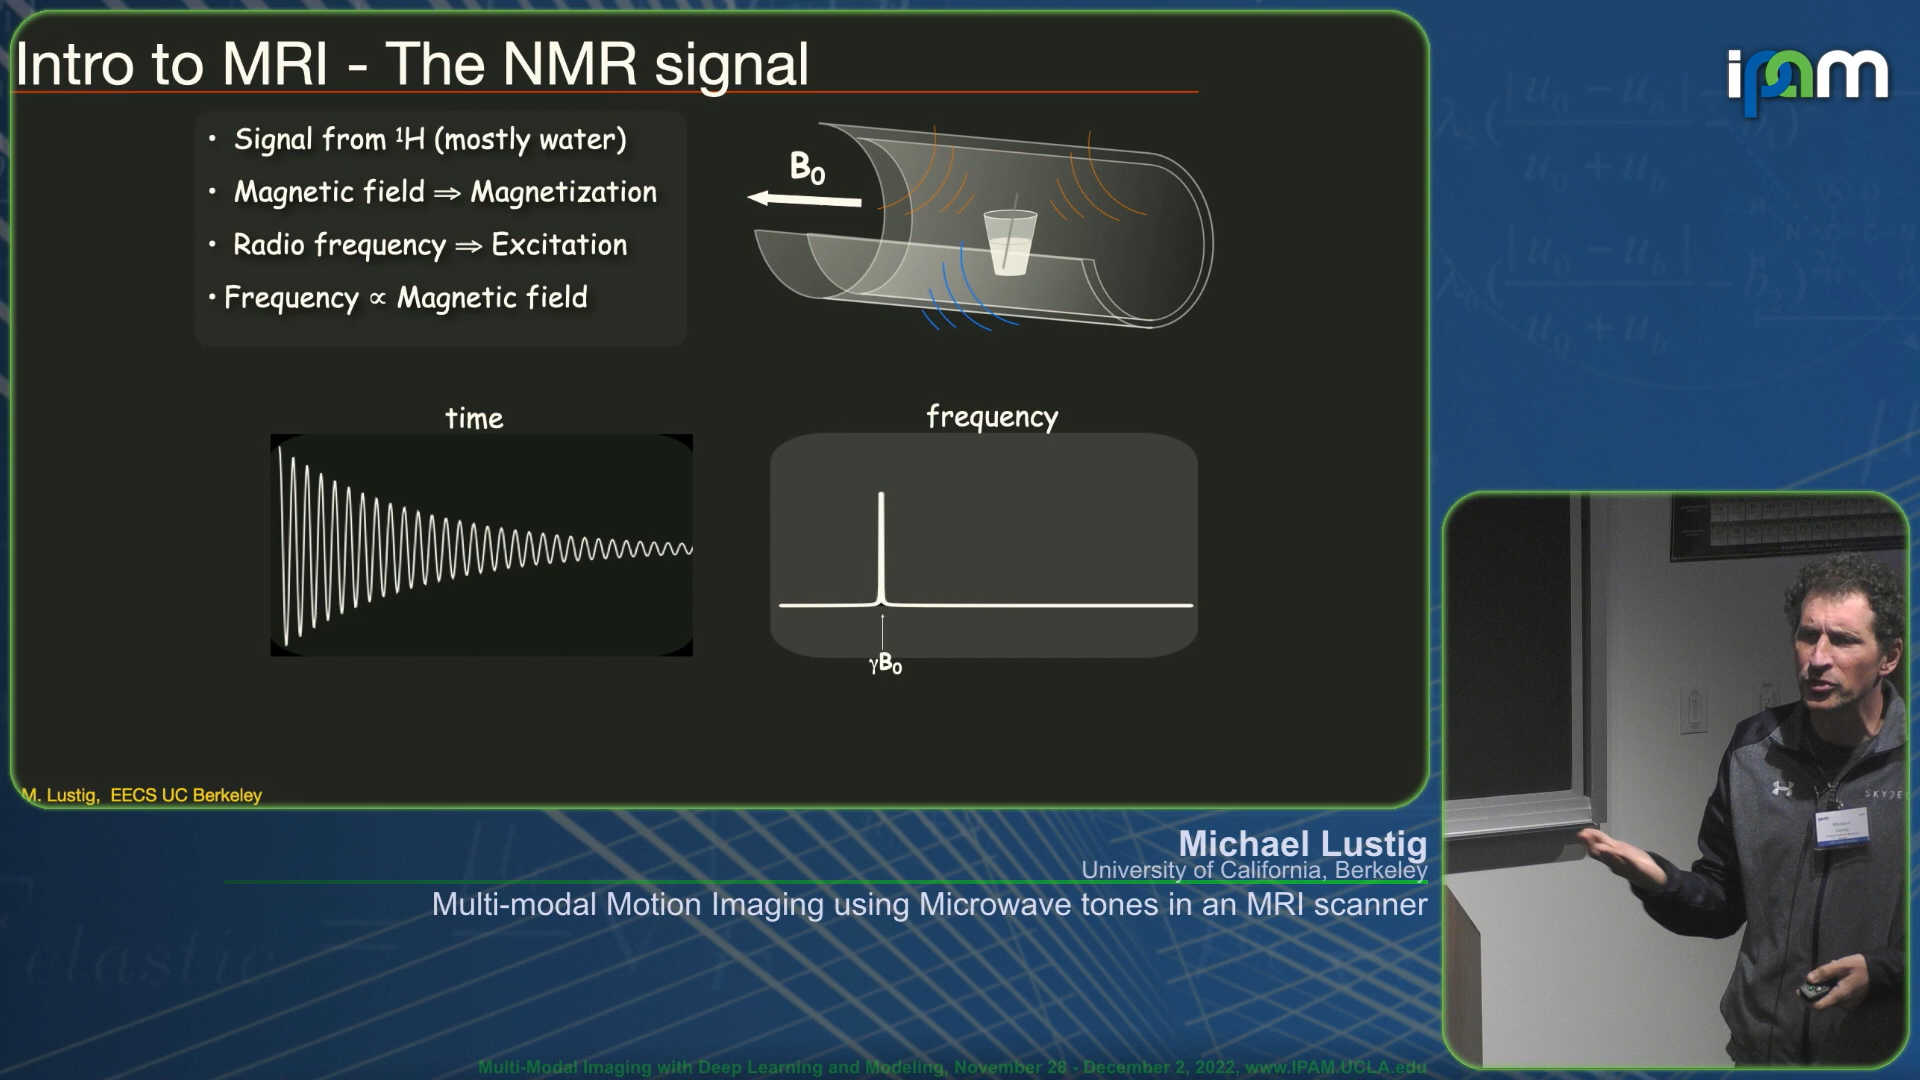 Intro to MRI - The NMR signal
ipam
• Signal from ¹H (mostly water)
• Magnetic field ⇒ Magnetization
• Radio frequency ⇒ Excitation
• Frequency ∝ Magnetic field
B₀
time
frequency
γB₀
M. Lustig, EECS UC Berkeley
SKYDE
Michael Lustig
University of California, Berkeley
Multi-modal Motion Imaging using Microwave tones in an MRI scanner
elastic
Multi-Modal Imaging with Deep Learning and Modeling, November 28 - December 2, 2022, www.IPAM.UCLA.edu